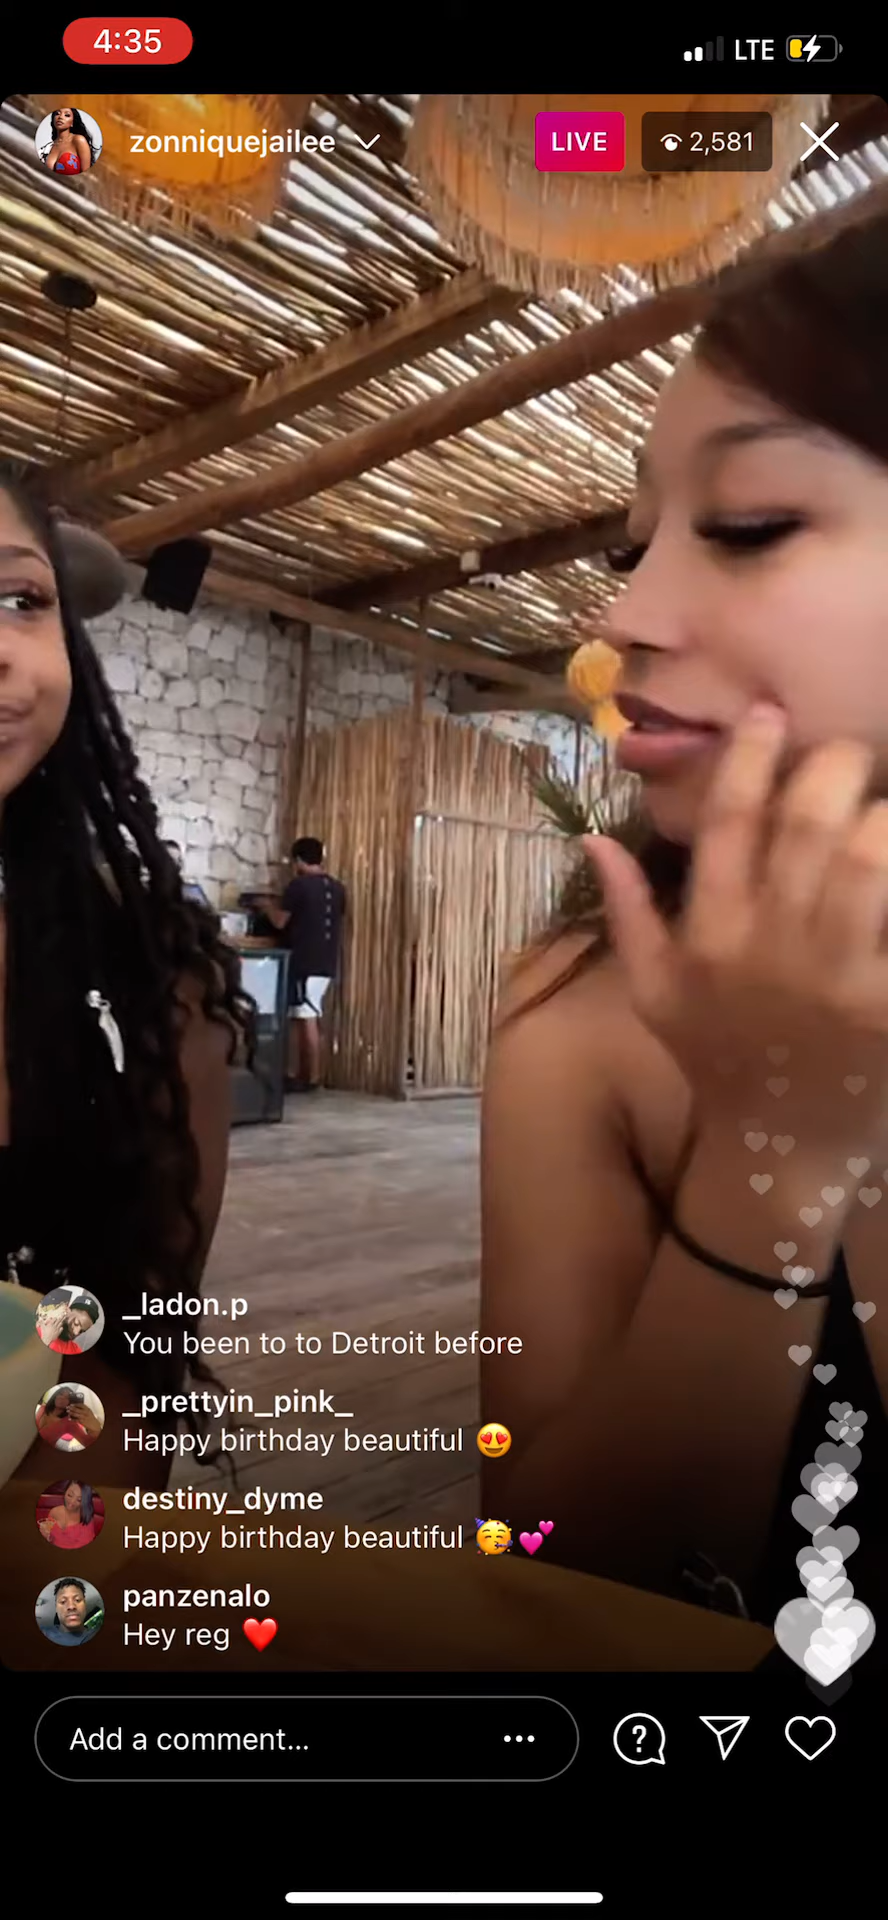 4:35
LTE
zonniquejailee
LIVE
2,581
_ladon.p
You been to to Detroit before
_prettyin_pink_
Happy birthday beautiful 😍
destiny_dyme
Happy birthday beautiful 🥳💕
panzenalo
Hey reg ❤️
Add a comment...